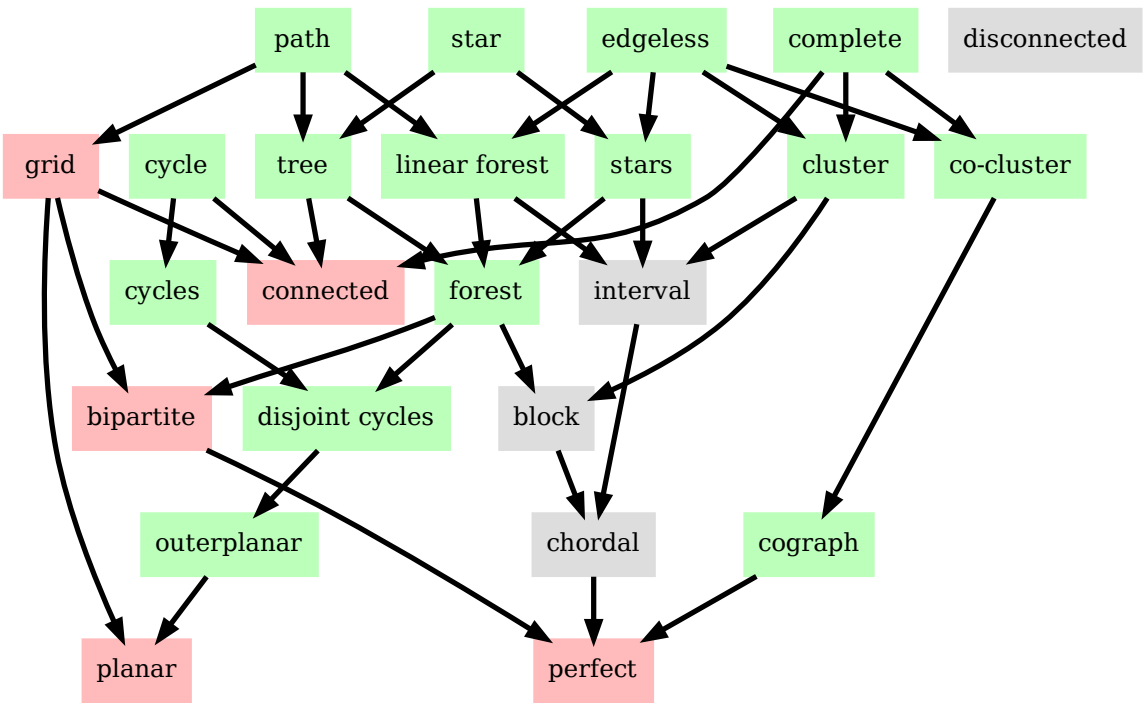 path
star
edgeless
complete
disconnected
grid
cycle
tree
linear forest
stars
cluster
co-cluster
cycles
connected
forest
interval
bipartite
disjoint cycles
block
outerplanar
chordal
cograph
planar
perfect